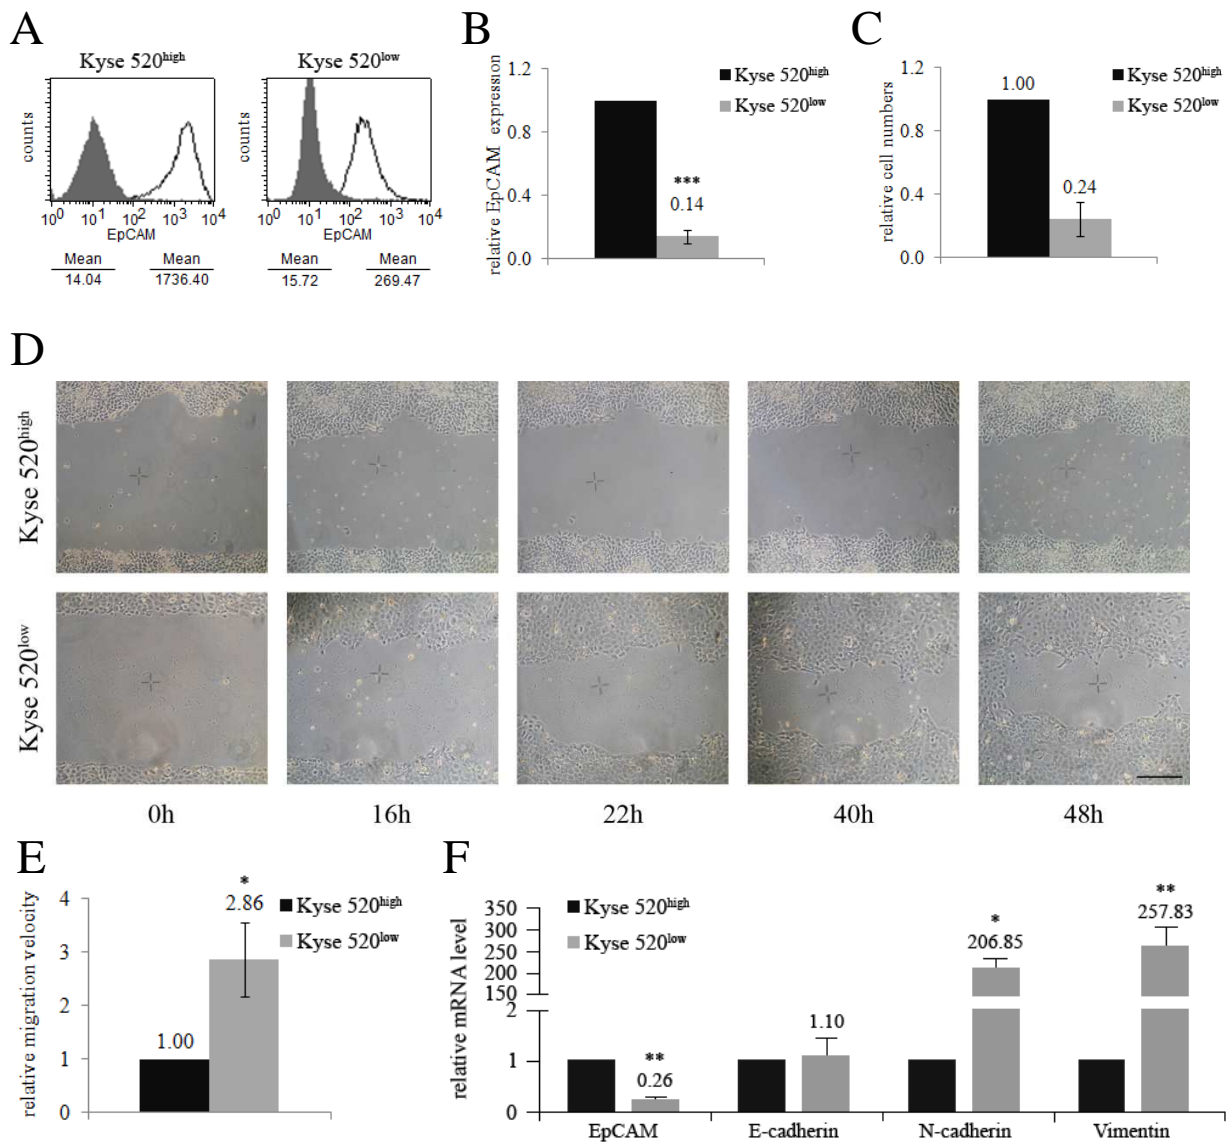 A
Kyse 520high
Kyse 520low
counts
counts
10^0 10^1 10^2 10^3 10^4
10^0 10^1 10^2 10^3 10^4
EpCAM
EpCAM
Mean Mean
14.04 1736.40
Mean Mean
15.72 269.47
B
relative EpCAM expression
1.2
0.8
0.4
0.0
Kyse 520high
Kyse 520low
***
0.14
C
relative cell numbers
1.2
0.8
0.4
0.0
Kyse 520high
Kyse 520low
1.00
0.24
D
Kyse 520high
Kyse 520low
0h 16h 22h 40h 48h
E
relative migration velocity
4
3
2
1
0
Kyse 520high
Kyse 520low
1.00
*
2.86
F
relative mRNA level
350
300
250
200
150
2
1
0
Kyse 520high
Kyse 520low
**
0.26
1.10
*
206.85
**
257.83
EpCAM E-cadherin N-cadherin Vimentin